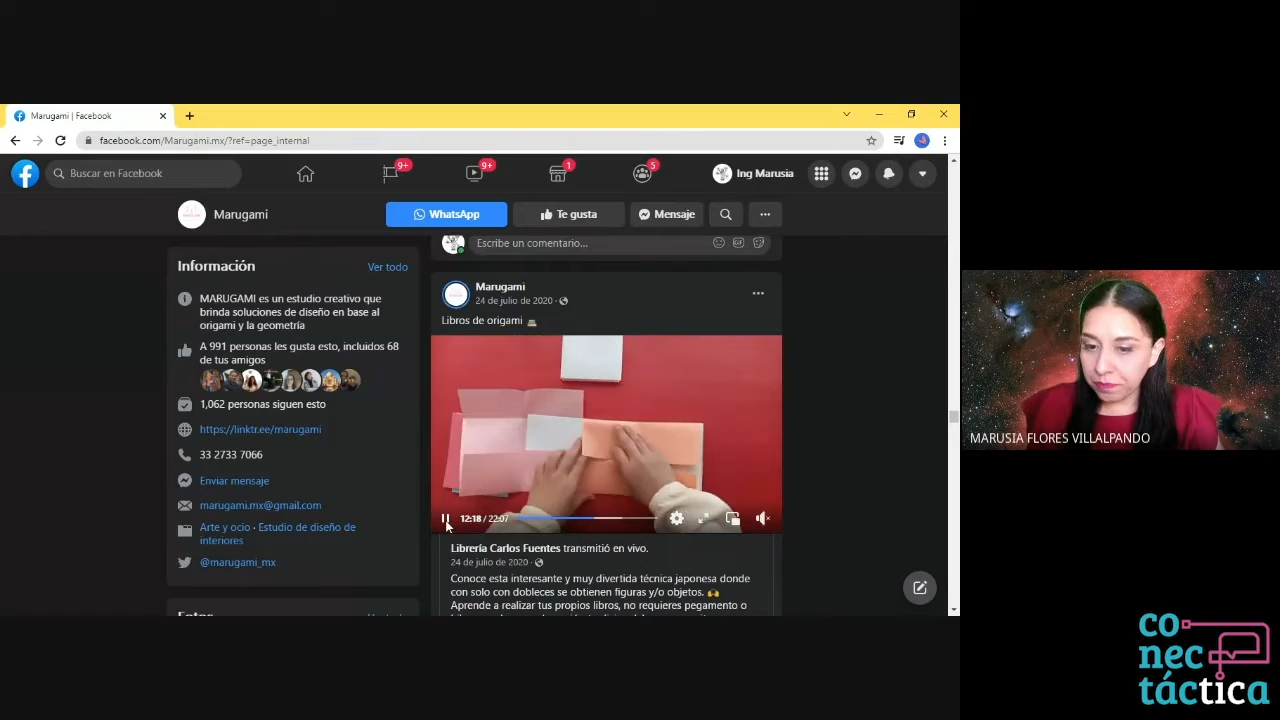 Marugami | Facebook
facebook.com/Marugami.mx/?ref=page_internal
Buscar en Facebook
9+
9+
1
5
Ing Marusia
Marugami
WhatsApp
Te gusta
Mensaje
Información
Ver todo
MARUGAMI es un estudio creativo que
brinda soluciones de diseño en base al
origami y la geometría
A 991 personas les gusta esto, incluidos 68
de tus amigos
1,062 personas siguen esto
https://linktr.ee/marugami
33 2733 7066
Enviar mensaje
marugami.mx@gmail.com
Arte y ocio · Estudio de diseño de
interiores
@marugami_mx
Escribe un comentario...
GIF
Marugami
24 de julio de 2020 ·
Libros de origami
12:18 / 22:07
Librería Carlos Fuentes transmitió en vivo.
24 de julio de 2020 ·
Conoce esta interesante y muy divertida técnica japonesa donde
con solo con dobleces se obtienen figuras y/o objetos.
Aprende a realizar tus propios libros, no requieres pegamento o
MARUSIA FLORES VILLALPANDO
co
nec
táctica